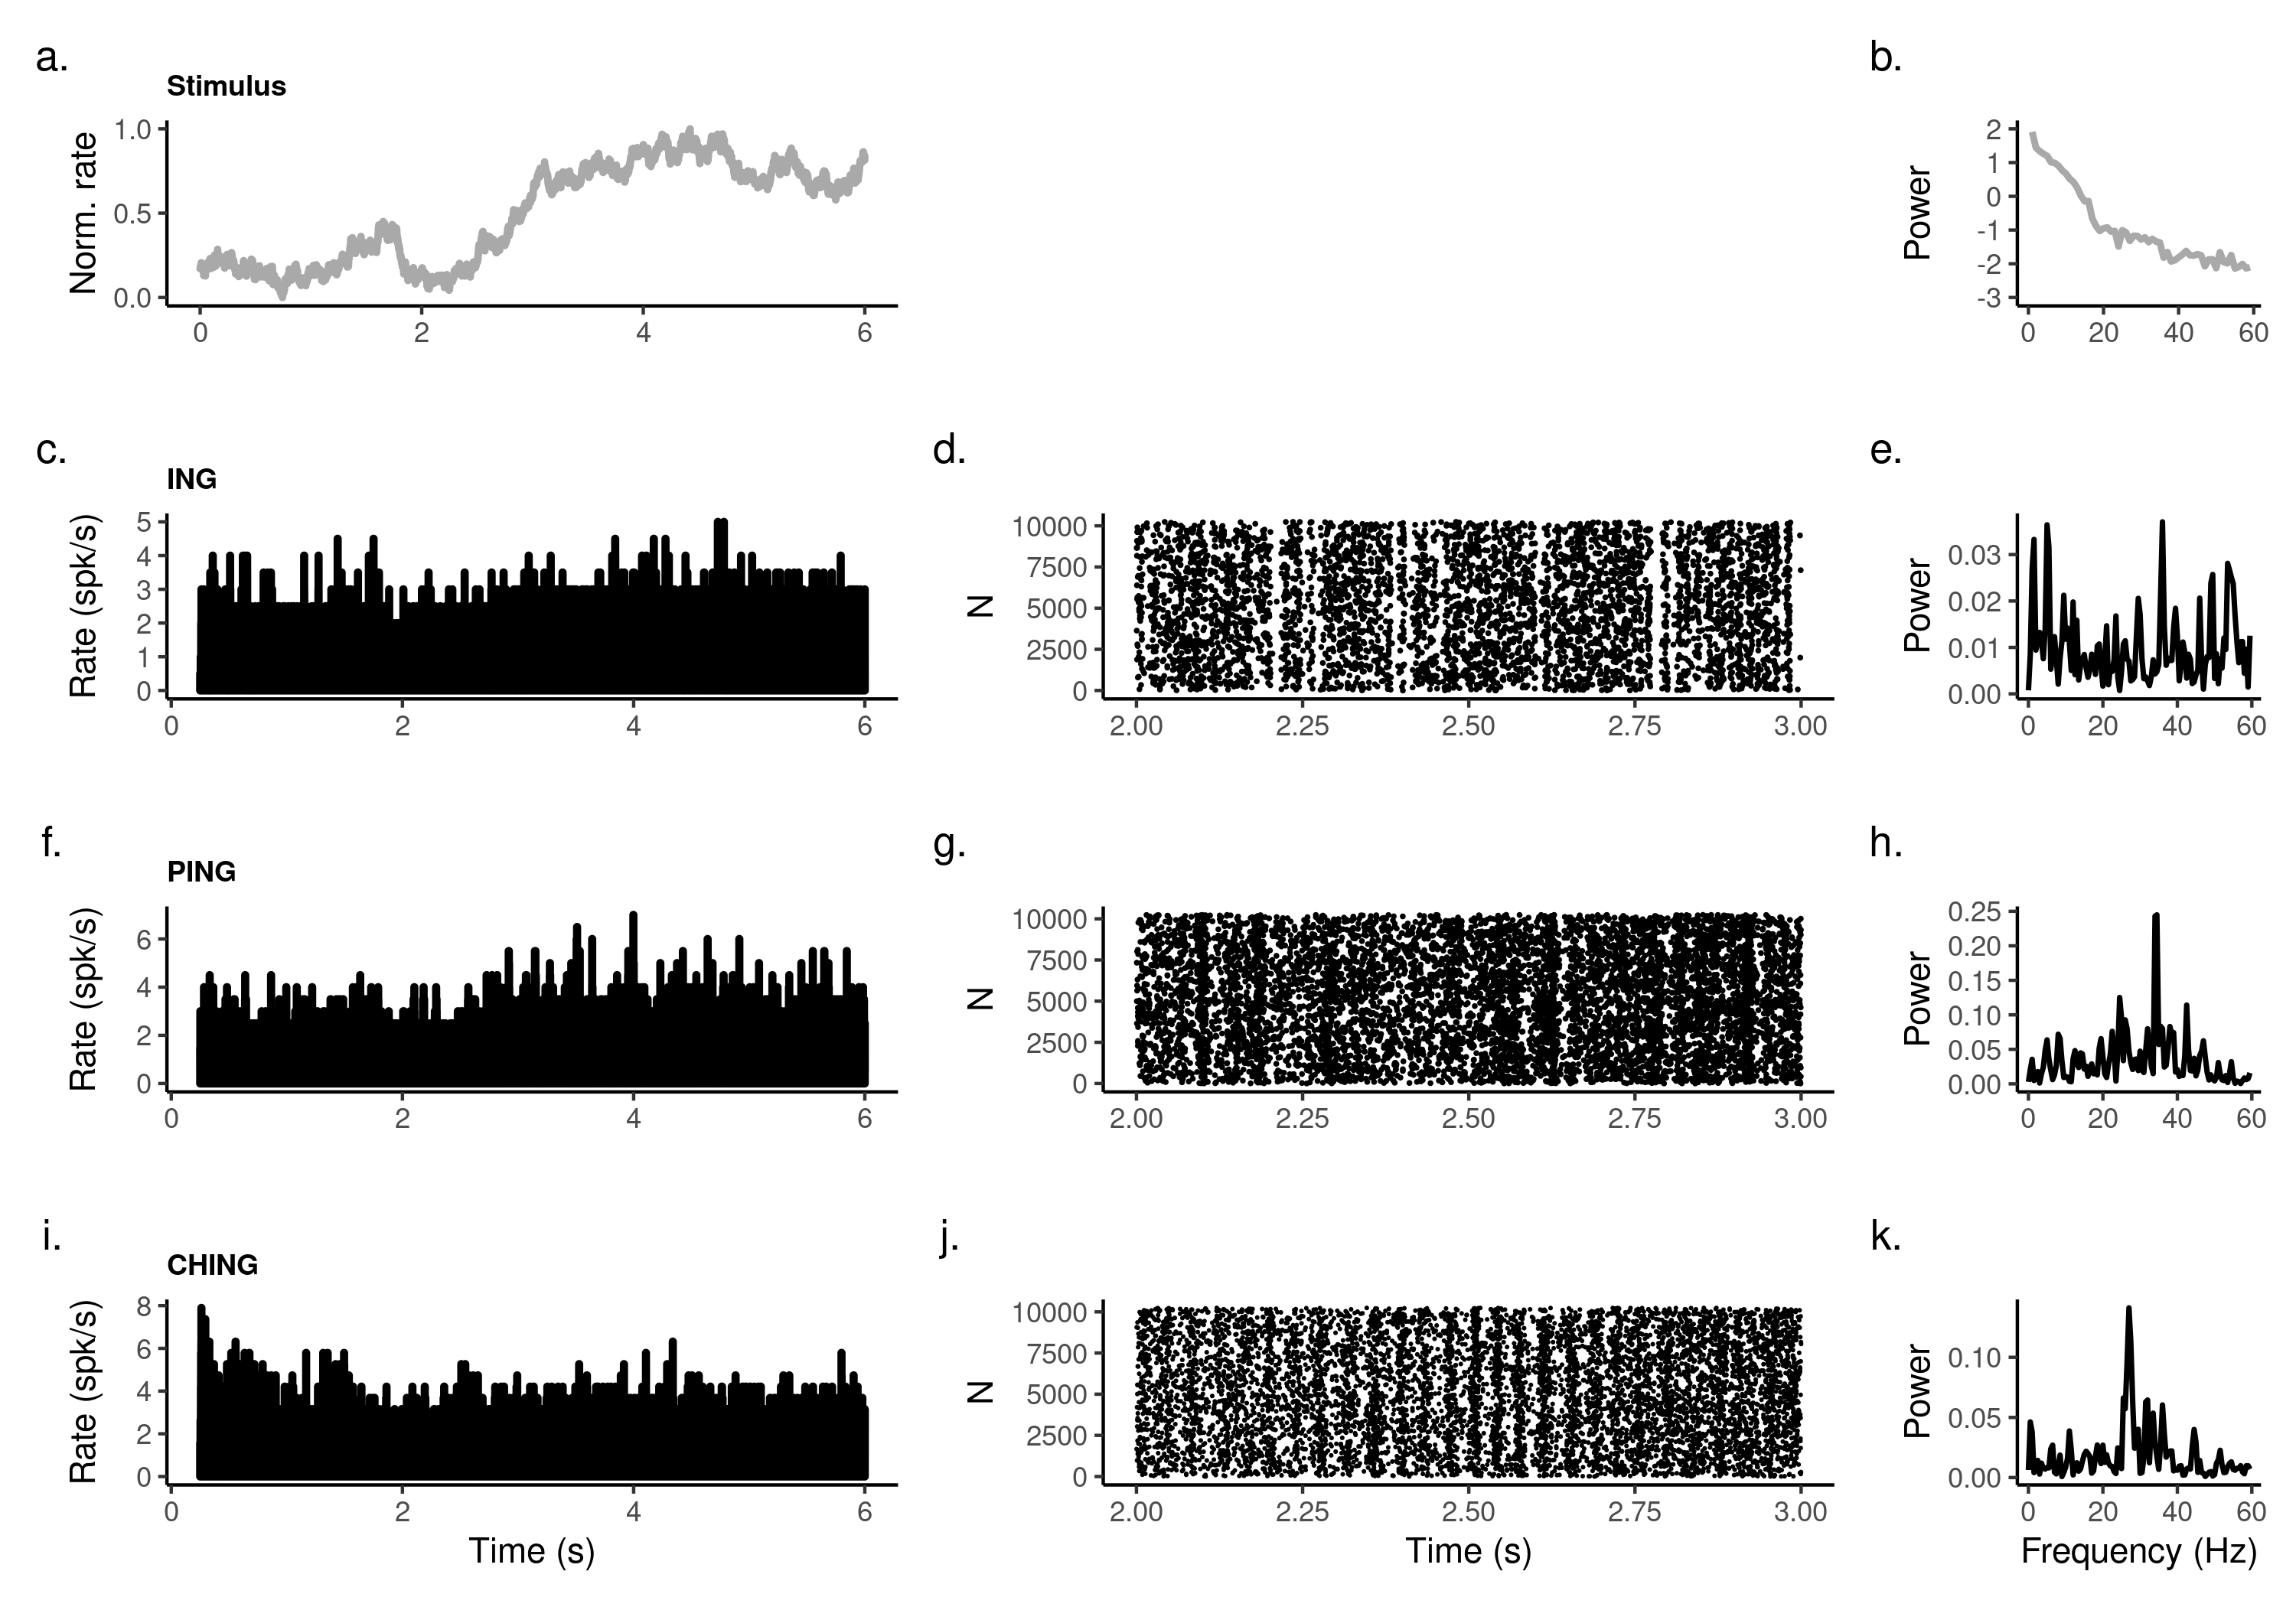 a.
Stimulus
Norm. rate
1.0
0.5
0.0
0 2 4 6
b.
Power
2
1
0
-1
-2
-3
0 20 40 60
c.
ING
Rate (spk/s)
5
4
3
2
1
0
0 2 4 6
d.
N
10000
7500
5000
2500
0
2.00 2.25 2.50 2.75 3.00
e.
Power
0.03
0.02
0.01
0.00
0 20 40 60
f.
PING
Rate (spk/s)
6
4
2
0
0 2 4 6
g.
N
10000
7500
5000
2500
0
2.00 2.25 2.50 2.75 3.00
h.
Power
0.25
0.20
0.15
0.10
0.05
0.00
0 20 40 60
i.
CHING
Rate (spk/s)
8
6
4
2
0
0 2 4 6
Time (s)
j.
N
10000
7500
5000
2500
0
2.00 2.25 2.50 2.75 3.00
Time (s)
k.
Power
0.10
0.05
0.00
0 20 40 60
Frequency (Hz)